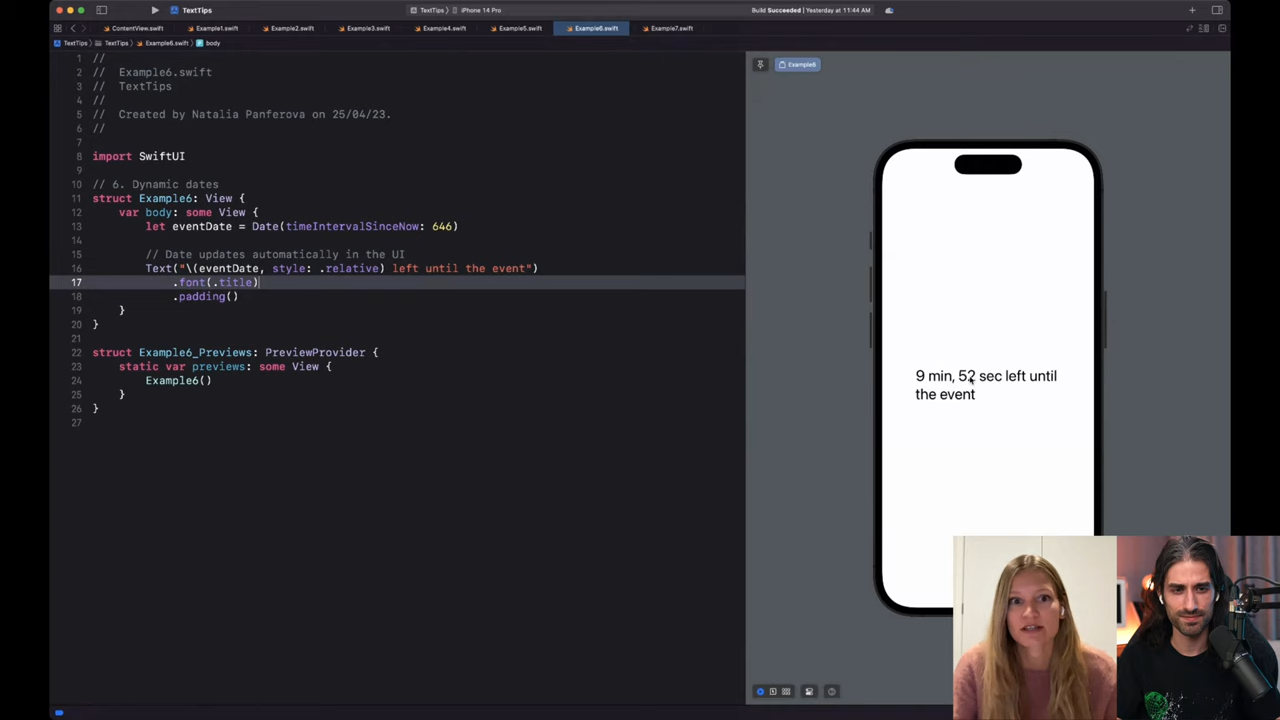 TextTips
TextTips
iPhone 14 Pro
Build Succeeded | Yesterday at 11:44 AM
ContentView.swift
Example1.swift
Example2.swift
Example3.swift
Example4.swift
Example5.swift
Example6.swift
Example7.swift
TextTips
TextTips
Example6.swift
body
1 //
2 // Example6.swift
3 // TextTips
4 //
5 // Created by Natalia Panferova on 25/04/23.
6 //
7
8 import SwiftUI
9
10 // 6. Dynamic dates
11 struct Example6: View {
12 var body: some View {
13 let eventDate = Date(timeIntervalSinceNow: 646)
14
15 // Date updates automatically in the UI
16 Text("\(eventDate, style: .relative) left until the event")
17 .font(.title)
18 .padding()
19 }
20 }
21
22 struct Example6_Previews: PreviewProvider {
23 static var previews: some View {
24 Example6()
25 }
26 }
27
Example6
9 min, 52 sec left until
the event